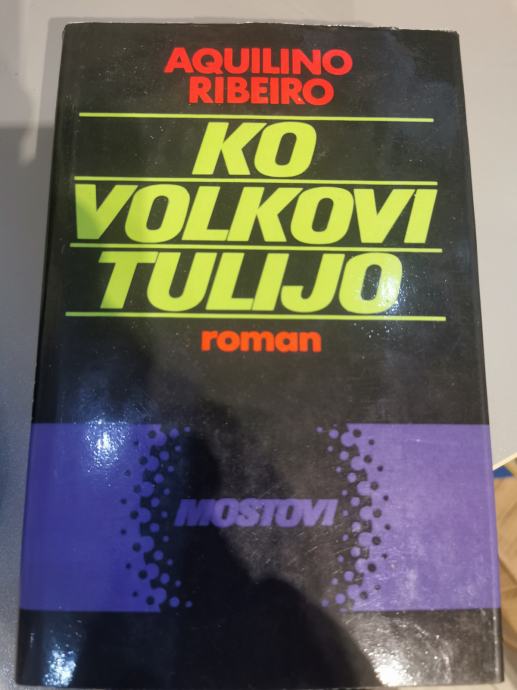 AQUILINO
RIBEIRO
KO
VOLKOVI
TULIJO
roman
MOSTOVI